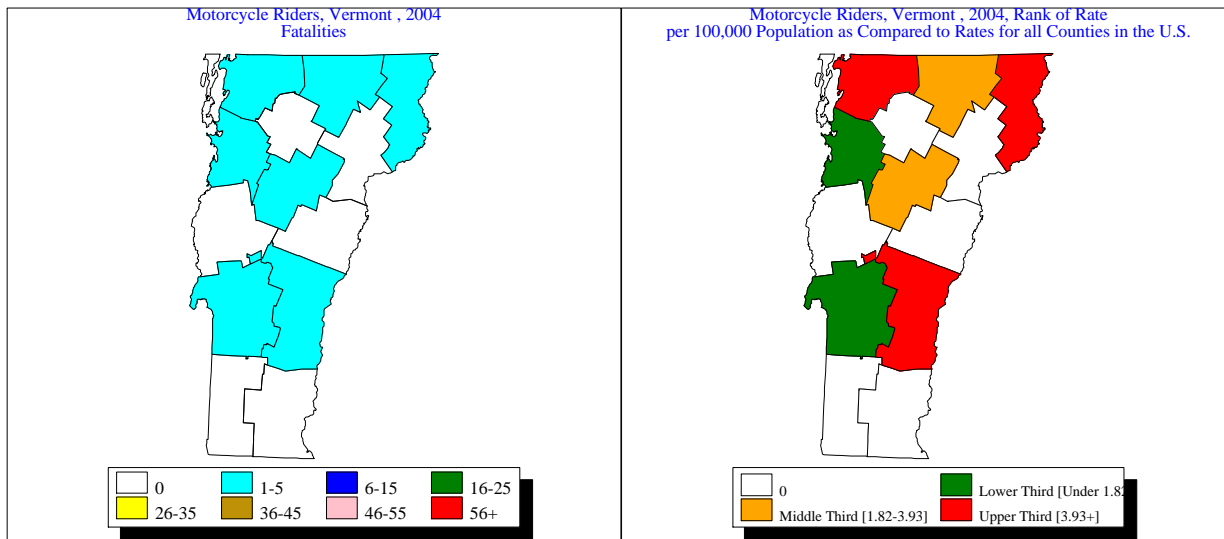 Motorcycle Riders, Vermont , 2004
Fatalities
0
1-5
6-15
16-25
26-35
36-45
46-55
56+
Motorcycle Riders, Vermont , 2004, Rank of Rate
per 100,000 Population as Compared to Rates for all Counties in the U.S.
0
Lower Third [Under 1.82
Middle Third [1.82-3.93]
Upper Third [3.93+]